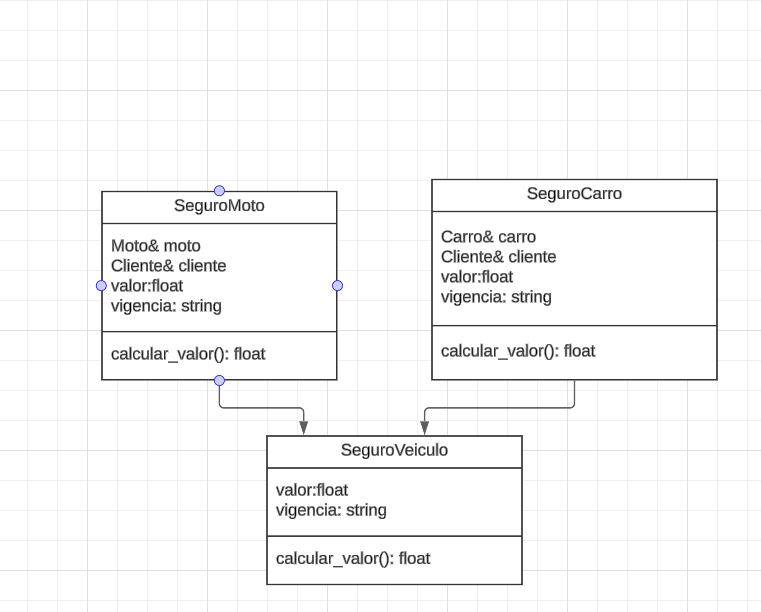 SeguroMoto
Moto& moto
Cliente& cliente
valor:float
vigencia: string
calcular_valor(): float
SeguroCarro
Carro& carro
Cliente& cliente
valor:float
vigencia: string
calcular_valor(): float
SeguroVeiculo
valor:float
vigencia: string
calcular_valor(): float